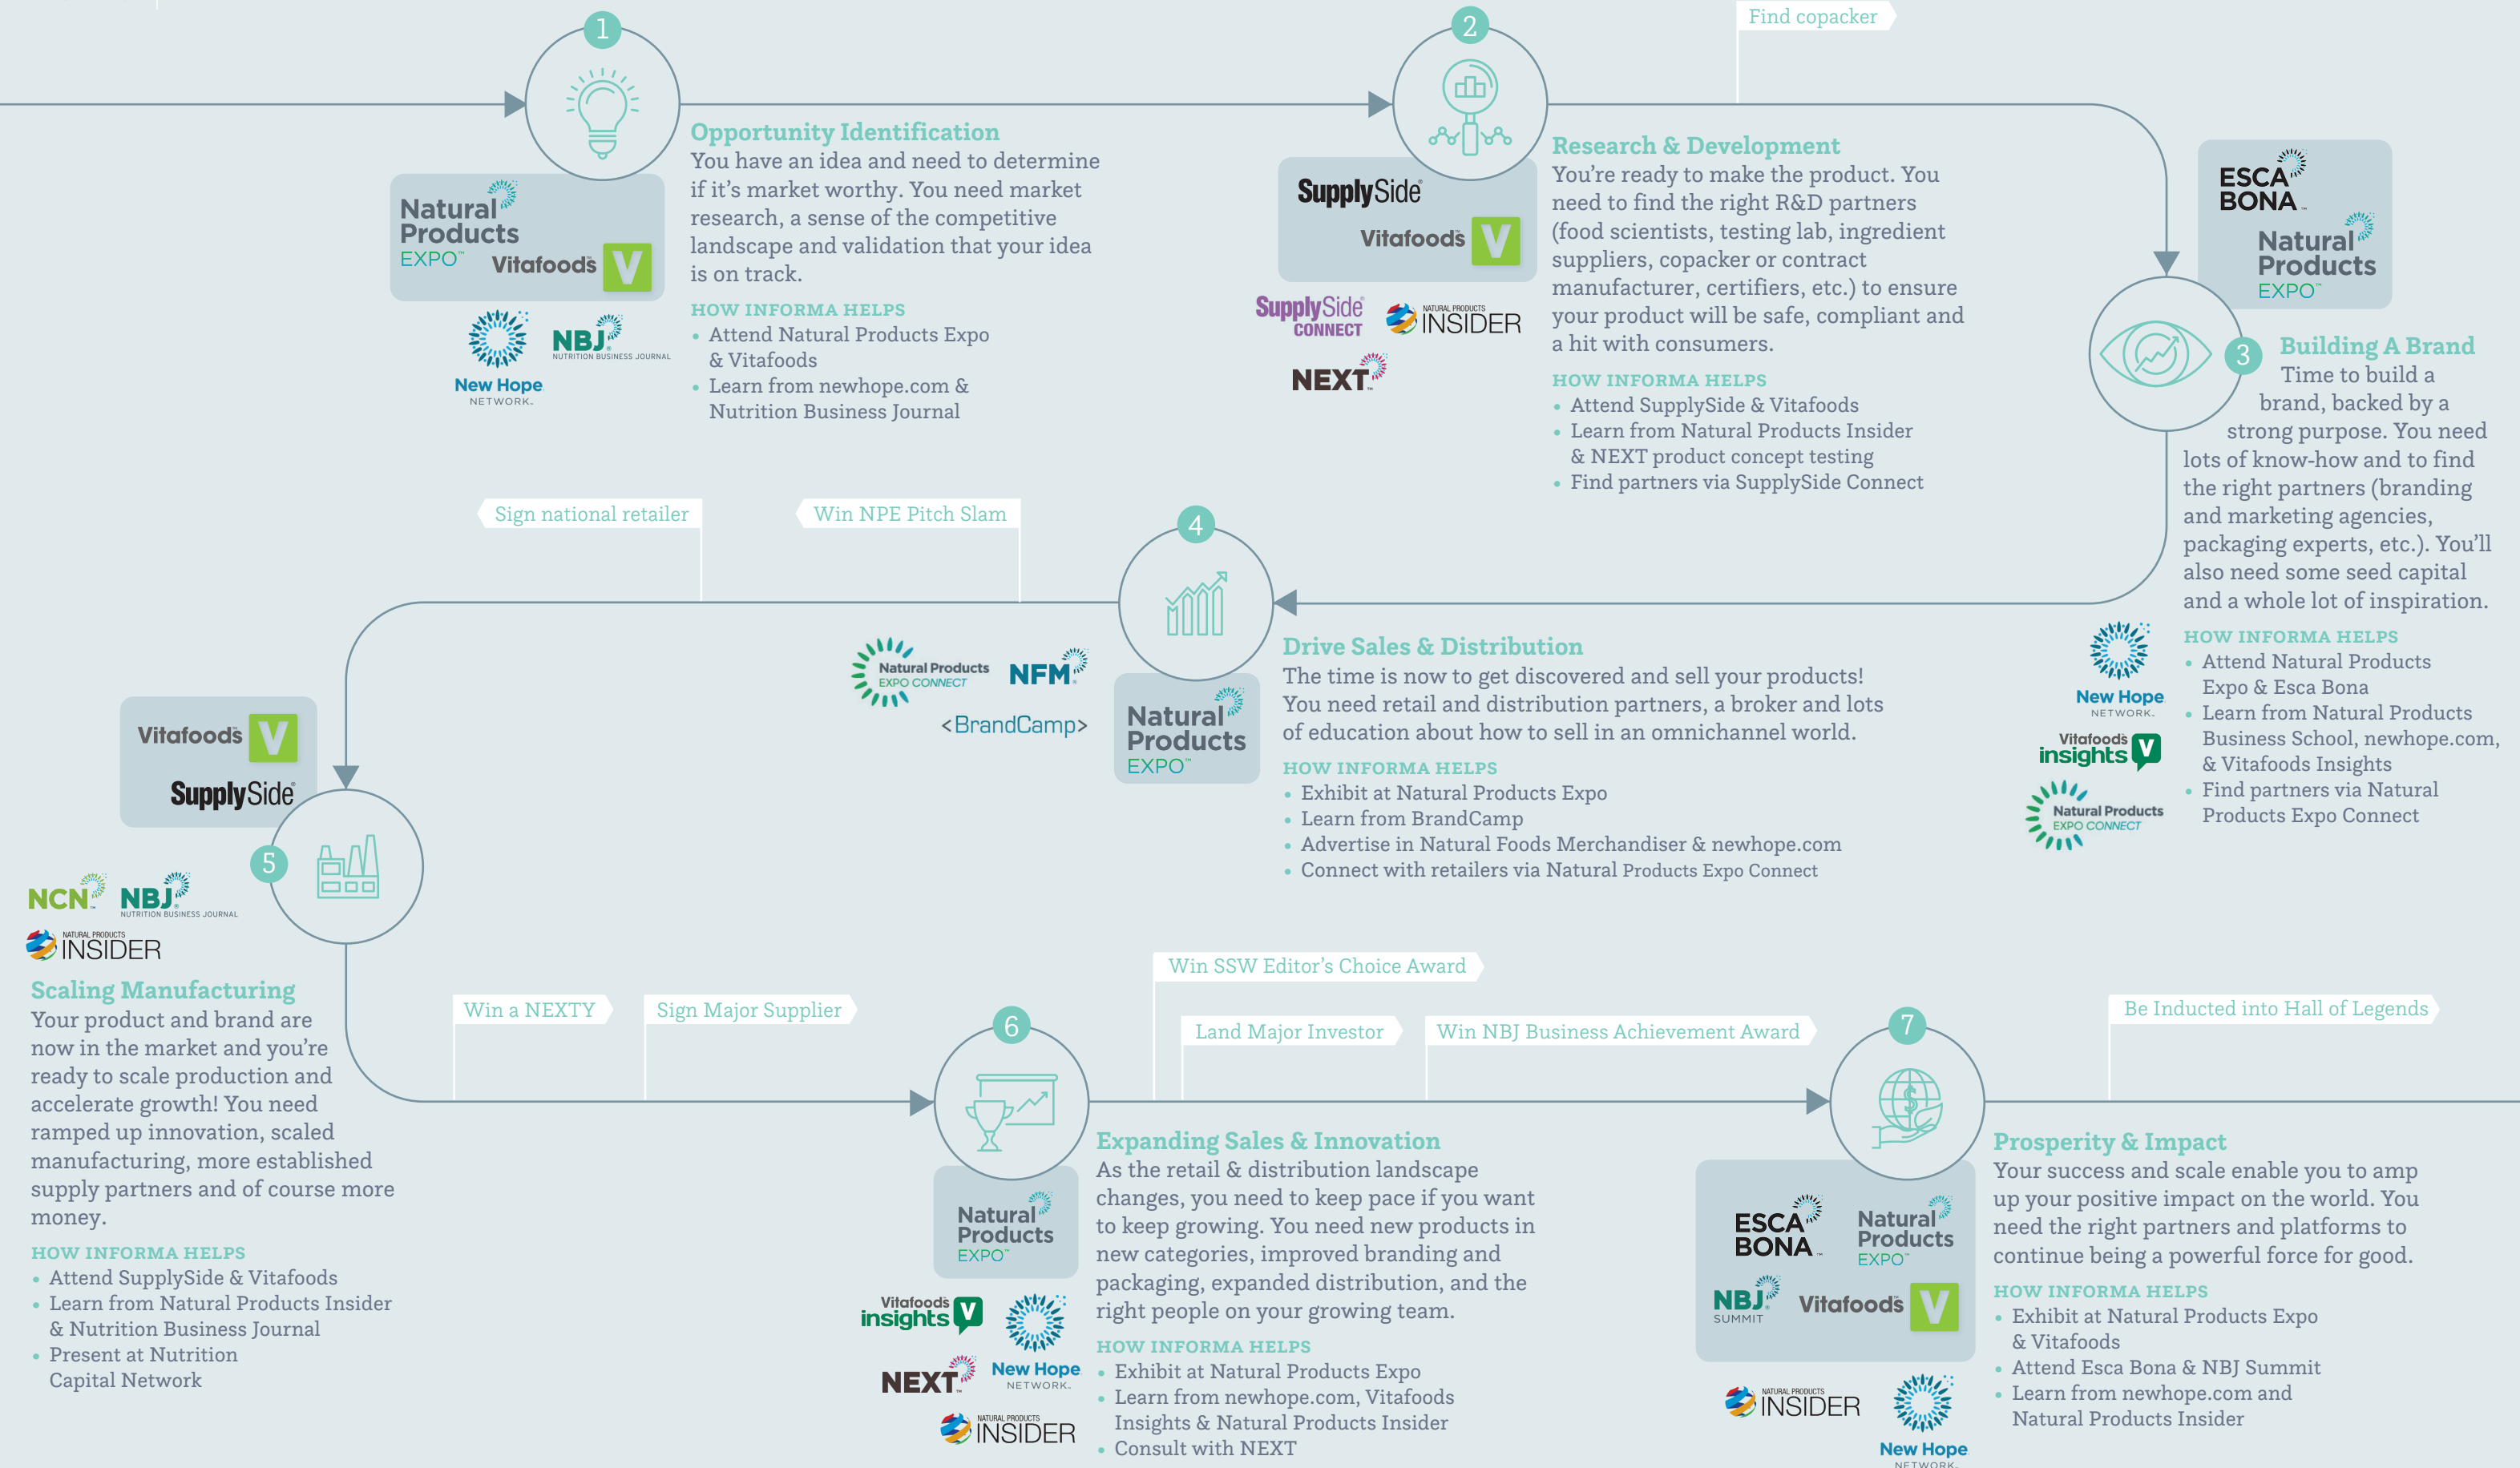 1
Natural
Products
EXPO™
Vitafoods™
V
New Hope
NETWORK™
NBJ®
NUTRITION BUSINESS JOURNAL
Opportunity Identification
You have an idea and need to determine
if it’s market worthy. You need market
research, a sense of the competitive
landscape and validation that your idea
is on track.
HOW INFORMA HELPS
• Attend Natural Products Expo
& Vitafoods
• Learn from newhope.com &
Nutrition Business Journal
2
SupplySide®
Vitafoods™
V
SupplySide®
CONNECT
NATURAL PRODUCTS
INSIDER
NEXT™
Research & Development
You’re ready to make the product. You
need to find the right R&D partners
(food scientists, testing lab, ingredient
suppliers, copacker or contract
manufacturer, certifiers, etc.) to ensure
your product will be safe, compliant and
a hit with consumers.
HOW INFORMA HELPS
• Attend SupplySide & Vitafoods
• Learn from Natural Products Insider
& NEXT product concept testing
• Find partners via SupplySide Connect
Find copacker
ESCA
BONA™
Natural
Products
EXPO™
3
Building A Brand
Time to build a
brand, backed by a
strong purpose. You need
lots of know-how and to find
the right partners (branding
and marketing agencies,
packaging experts, etc.). You’ll
also need some seed capital
and a whole lot of inspiration.
HOW INFORMA HELPS
• Attend Natural Products
Expo & Esca Bona
• Learn from Natural Products
Business School, newhope.com,
& Vitafoods Insights
• Find partners via Natural
Products Expo Connect
New Hope
NETWORK™
Vitafoods™
insights V
Natural Products
EXPO CONNECT
4
Natural Products
EXPO CONNECT
NFM®
<BrandCamp>
Natural
Products
EXPO™
Drive Sales & Distribution
The time is now to get discovered and sell your products!
You need retail and distribution partners, a broker and lots
of education about how to sell in an omnichannel world.
HOW INFORMA HELPS
• Exhibit at Natural Products Expo
• Learn from BrandCamp
• Advertise in Natural Foods Merchandiser & newhope.com
• Connect with retailers via Natural Products Expo Connect
Win NPE Pitch Slam
Sign national retailer
Vitafoods™
V
SupplySide®
5
NCN™
NBJ®
NUTRITION BUSINESS JOURNAL
NATURAL PRODUCTS
INSIDER
Scaling Manufacturing
Your product and brand are
now in the market and you’re
ready to scale production and
accelerate growth! You need
ramped up innovation, scaled
manufacturing, more established
supply partners and of course more
money.
HOW INFORMA HELPS
• Attend SupplySide & Vitafoods
• Learn from Natural Products Insider
& Nutrition Business Journal
• Present at Nutrition
Capital Network
Win a NEXTY
Sign Major Supplier
6
Natural
Products
EXPO™
Vitafoods™
insights V
New Hope
NETWORK™
NEXT™
NATURAL PRODUCTS
INSIDER
Expanding Sales & Innovation
As the retail & distribution landscape
changes, you need to keep pace if you want
to keep growing. You need new products in
new categories, improved branding and
packaging, expanded distribution, and the
right people on your growing team.
HOW INFORMA HELPS
• Exhibit at Natural Products Expo
• Learn from newhope.com, Vitafoods
Insights & Natural Products Insider
• Consult with NEXT
Win SSW Editor’s Choice Award
Land Major Investor
Win NBJ Business Achievement Award
7
ESCA
BONA™
Natural
Products
EXPO™
NBJ®
SUMMIT
Vitafoods™
V
NATURAL PRODUCTS
INSIDER
New Hope
NETWORK™
Prosperity & Impact
Your success and scale enable you to amp
up your positive impact on the world. You
need the right partners and platforms to
continue being a powerful force for good.
HOW INFORMA HELPS
• Exhibit at Natural Products Expo
& Vitafoods
• Attend Esca Bona & NBJ Summit
• Learn from newhope.com and
Natural Products Insider
Be Inducted into Hall of Legends